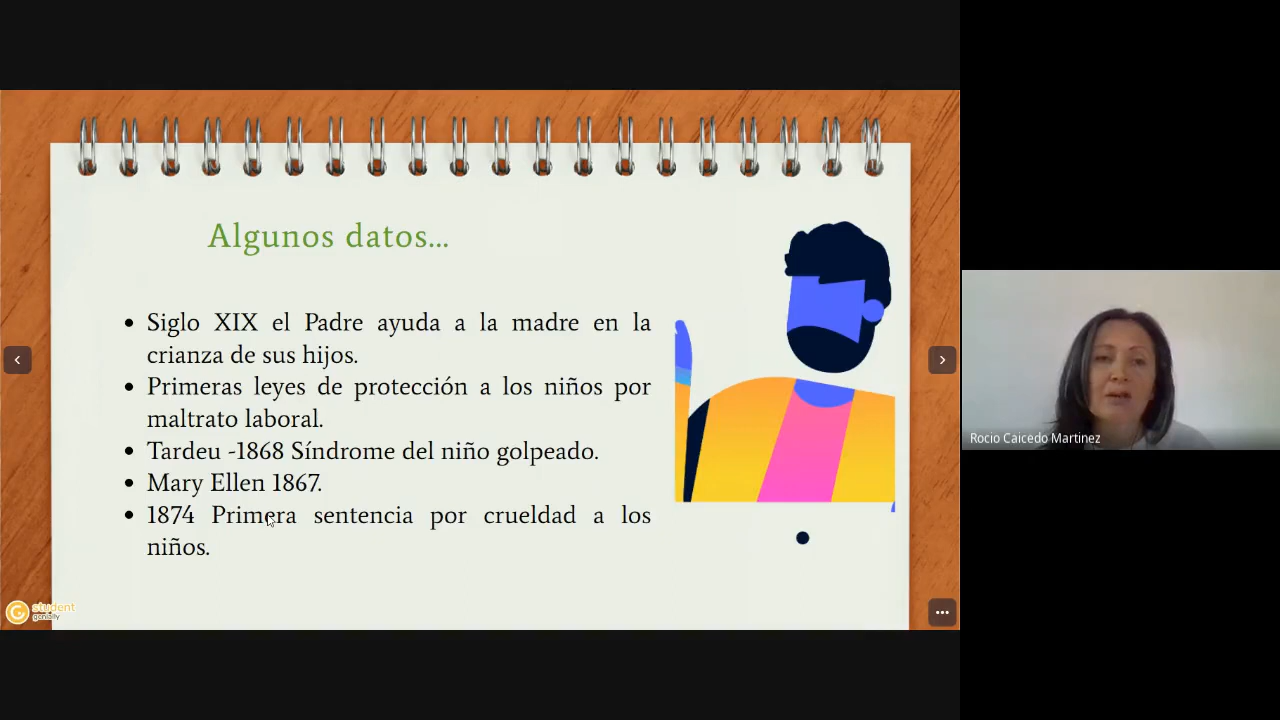 Algunos datos...
• Siglo XIX el Padre ayuda a la madre en la
crianza de sus hijos.
• Primeras leyes de protección a los niños por
maltrato laboral.
• Tardeu -1868 Síndrome del niño golpeado.
• Mary Ellen 1867.
• 1874 Primera sentencia por crueldad a los
niños.
student
genially
Rocio Caicedo Martinez